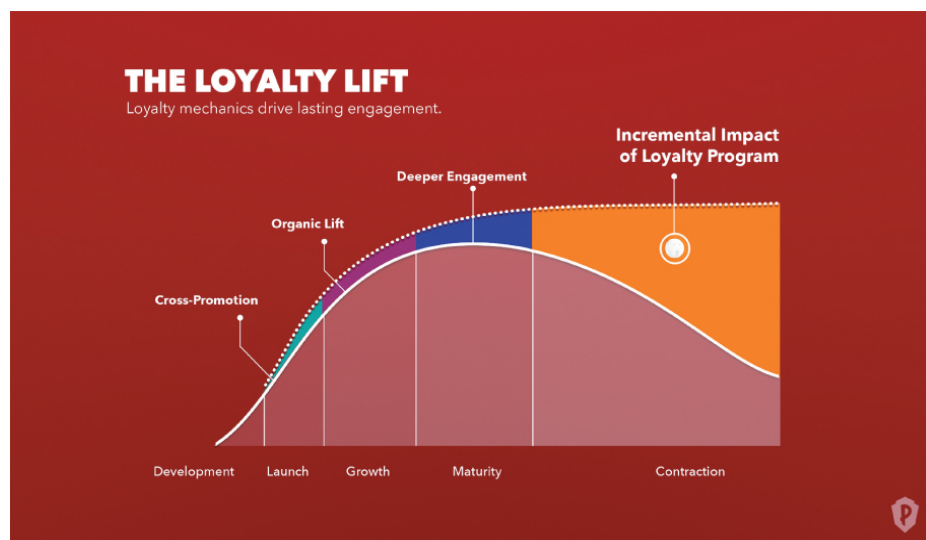 THE LOYALTY LIFT
Loyalty mechanics drive lasting engagement.
Incremental Impact
of Loyalty Program
Deeper Engagement
Organic Lift
Cross-Promotion
Development
Launch
Growth
Maturity
Contraction
P